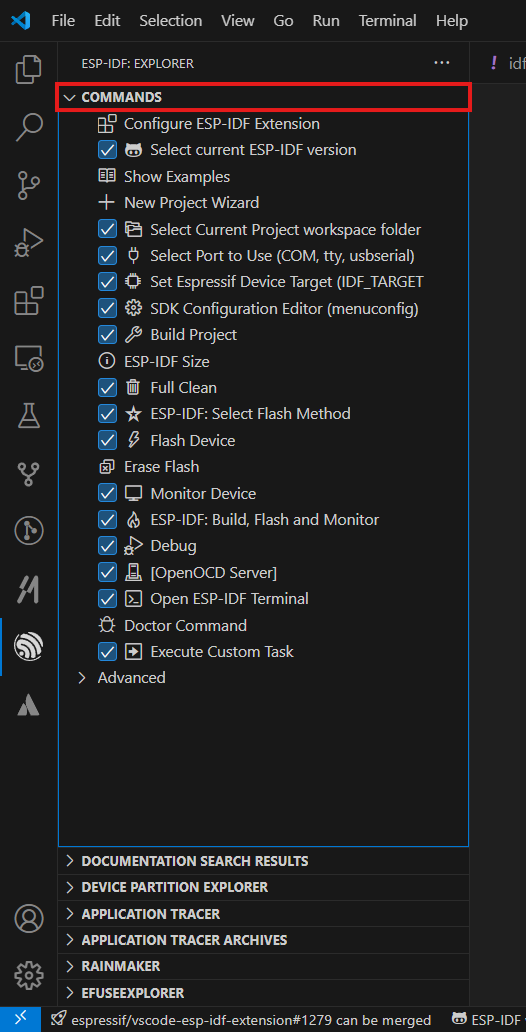 File Edit Selection View Go Run Terminal Help
ESP-IDF: EXPLORER
! idf
COMMANDS
Configure ESP-IDF Extension
Select current ESP-IDF version
Show Examples
New Project Wizard
Select Current Project workspace folder
Select Port to Use (COM, tty, usbserial)
Set Espressif Device Target (IDF_TARGET
SDK Configuration Editor (menuconfig)
Build Project
ESP-IDF Size
Full Clean
ESP-IDF: Select Flash Method
Flash Device
Erase Flash
Monitor Device
ESP-IDF: Build, Flash and Monitor
Debug
[OpenOCD Server]
Open ESP-IDF Terminal
Doctor Command
Execute Custom Task
Advanced
DOCUMENTATION SEARCH RESULTS
DEVICE PARTITION EXPLORER
APPLICATION TRACER
APPLICATION TRACER ARCHIVES
RAINMAKER
EFUSEEXPLORER
espressif/vscode-esp-idf-extension#1279 can be merged ESP-IDF